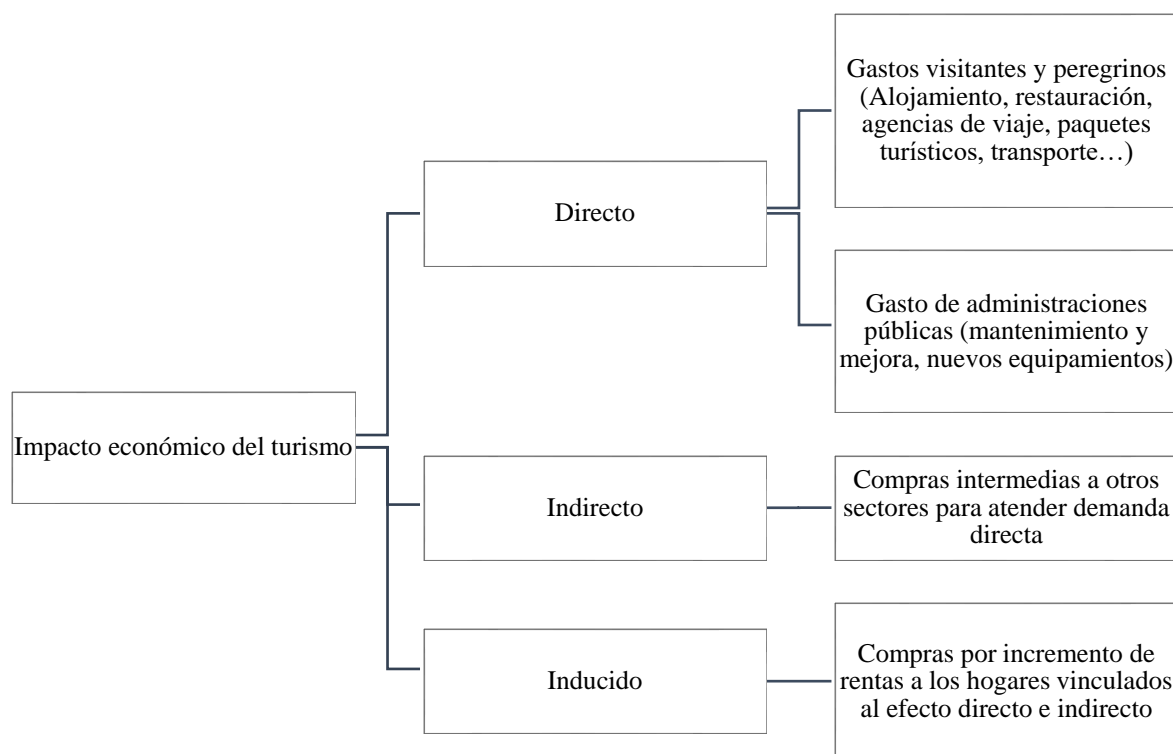 Impacto económico del turismo
Directo
Gastos visitantes y peregrinos
(Alojamiento, restauración,
agencias de viaje, paquetes
turísticos, transporte…)
Gasto de administraciones
públicas (mantenimiento y
mejora, nuevos equipamientos)
Indirecto
Compras intermedias a otros
sectores para atender demanda
directa
Inducido
Compras por incremento de
rentas a los hogares vinculados
al efecto directo e indirecto